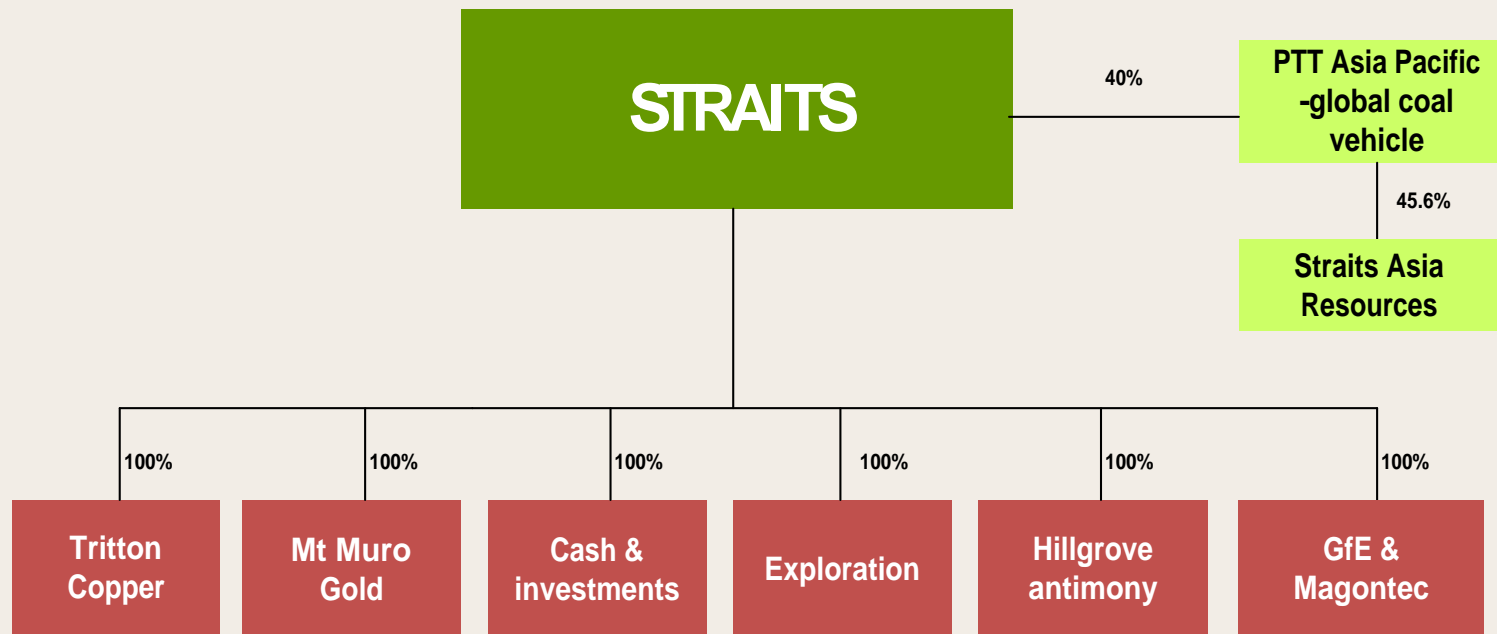 STRAITS
40%
PTT Asia Pacific
-global coal
vehicle
45.6%
Straits Asia
Resources
100%
100%
100%
100%
100%
100%
Tritton
Copper
Mt Muro
Gold
Cash &
investments
Exploration
Hillgrove
antimony
GfE &
Magontec